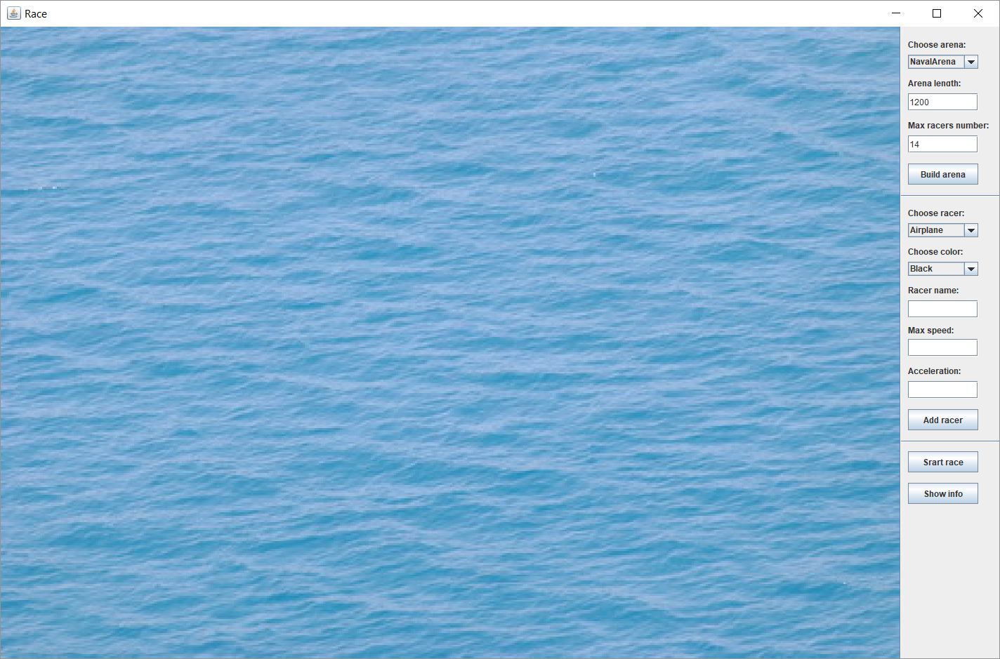 Race
Choose arena:
NavalArena
Arena length:
1200
Max racers number:
14
Build arena
Choose racer:
Airplane
Choose color:
Black
Racer name:
Max speed:
Acceleration:
Add racer
Srart race
Show info